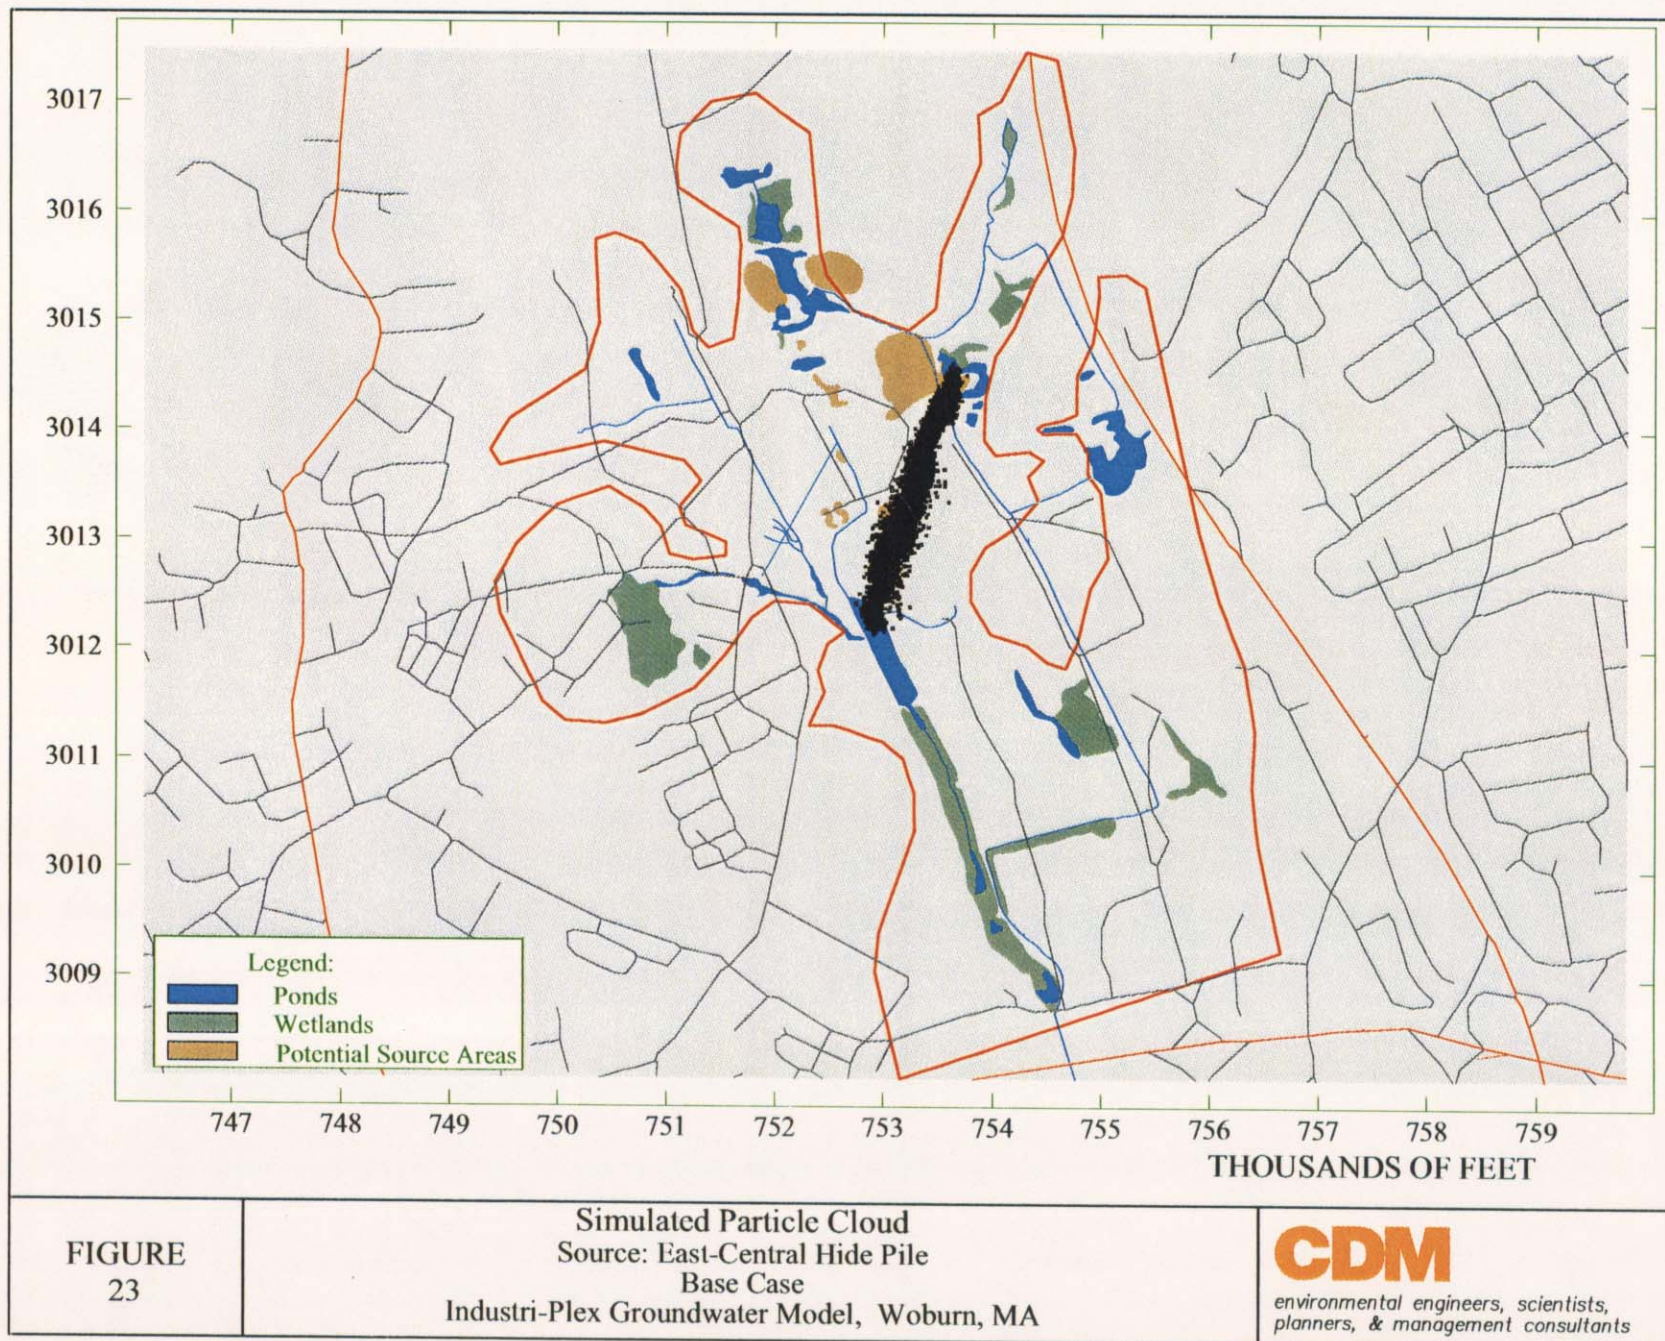 3017
3016
3015
3014
3013
3012
3011
3010
3009
Legend:
Ponds
Wetlands
Potential Source Areas
747 748 749 750 751 752 753 754 755 756 757 758 759
THOUSANDS OF FEET
FIGURE
23
Simulated Particle Cloud
Source: East-Central Hide Pile
Base Case
Industri-Plex Groundwater Model, Woburn, MA
CDM
environmental engineers, scientists,
planners, & management consultants